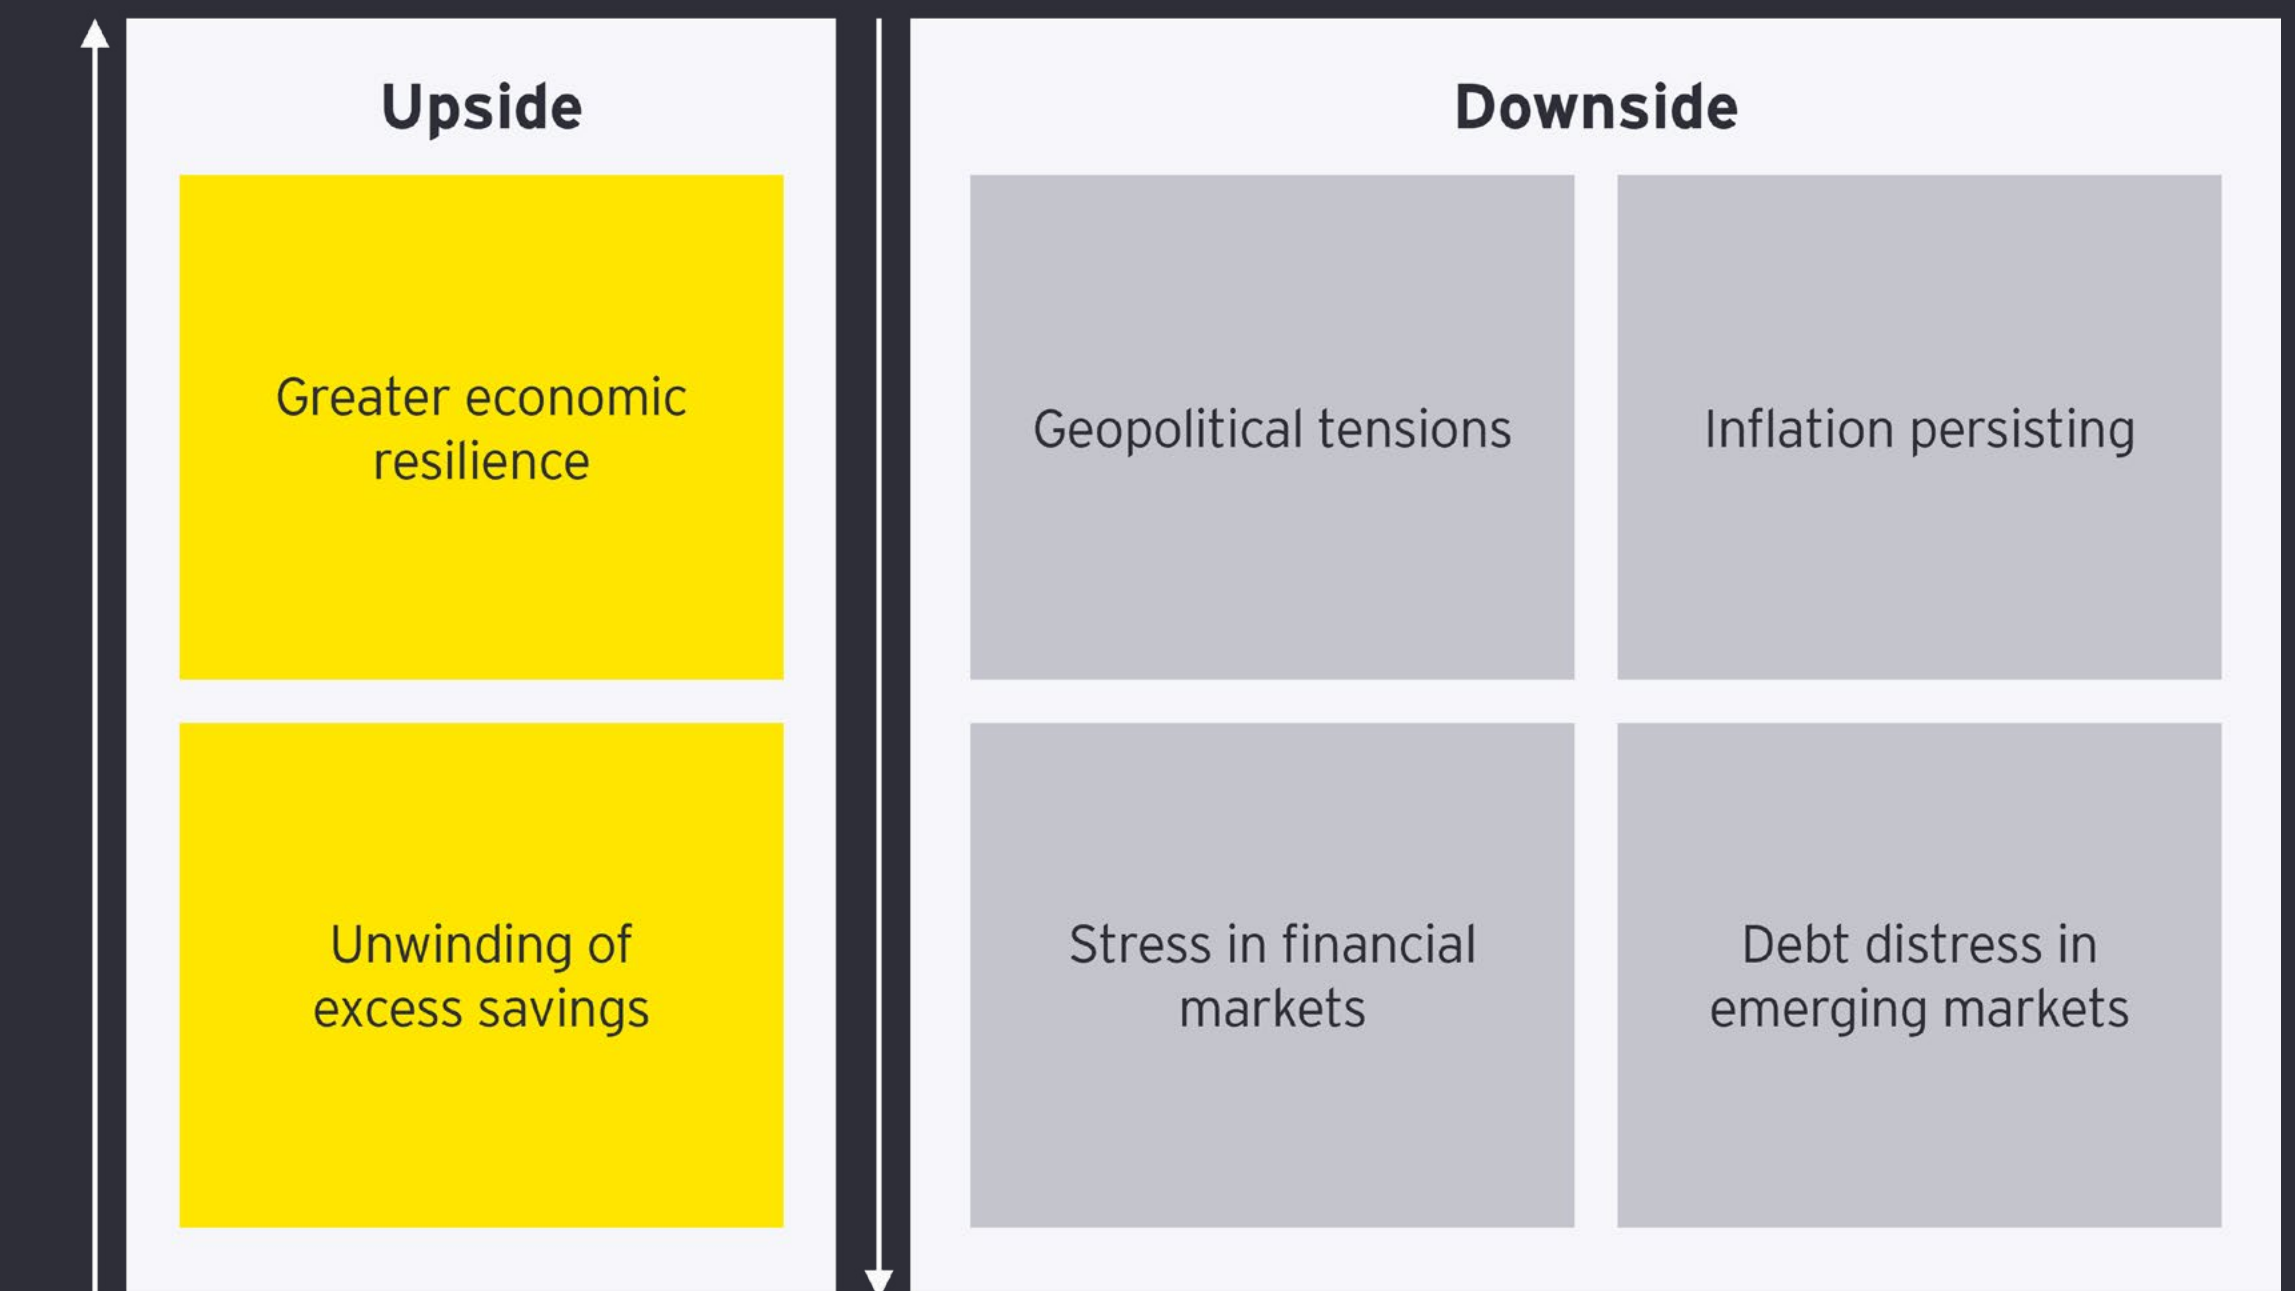 Upside
Downside
Greater economic
resilience
Geopolitical tensions
Inflation persisting
Unwinding of
excess savings
Stress in financial
markets
Debt distress in
emerging markets